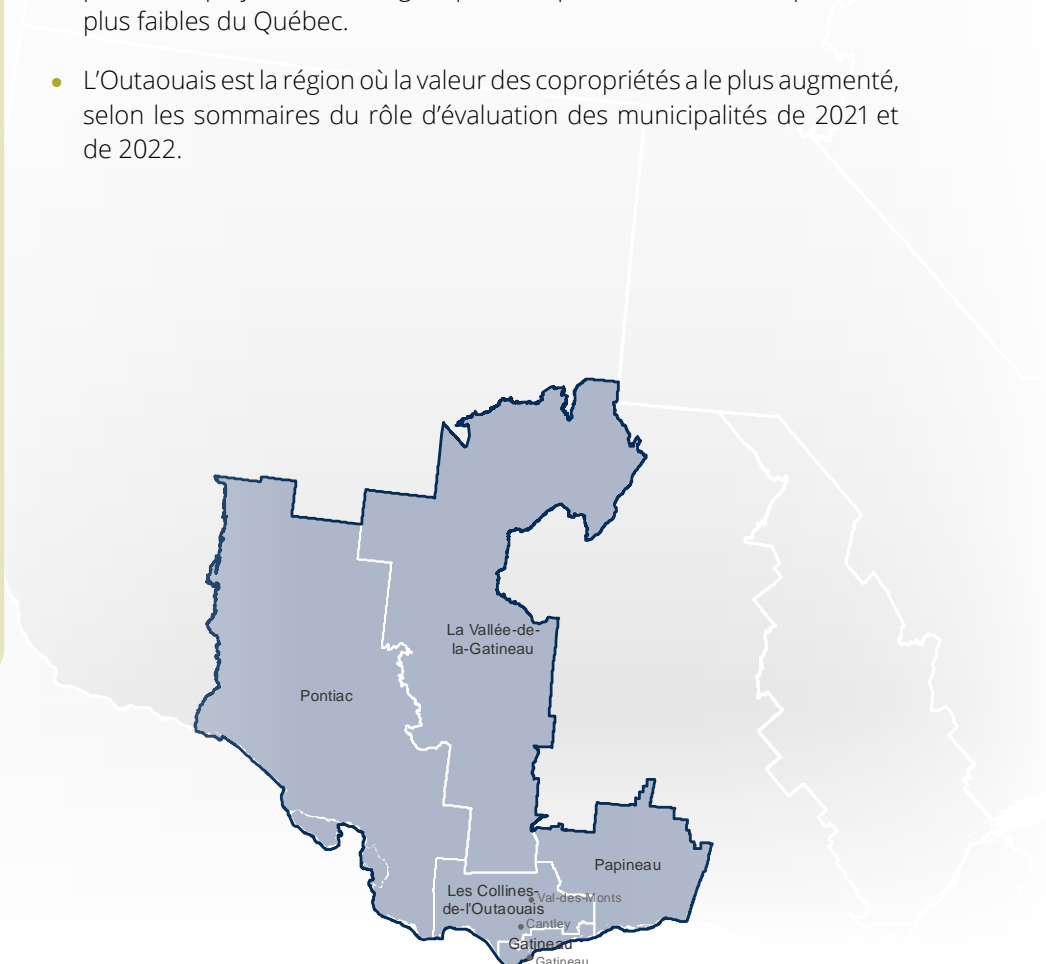 plus faibles du Québec.
• L'Outaouais est la région où la valeur des copropriétés a le plus augmenté,
selon les sommaires du rôle d'évaluation des municipalités de 2021 et
de 2022.
La Vallée-de-
la-Gatineau
Pontiac
Papineau
Les Collines-
de-l'Outaouais
Val-des-Monts
Cantley
Gatineau
Gatineau